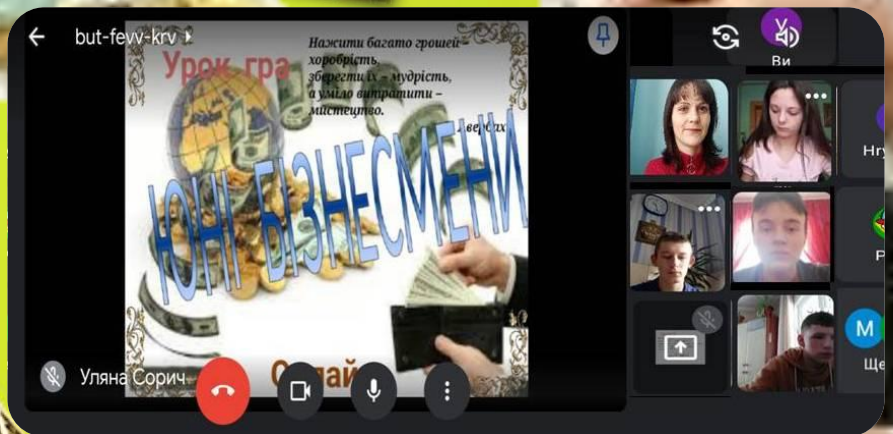 but-fevv-krv
Урок гра
Нажити багато грошей –
хоробрість,
зберегти їх – мудрість,
а уміло витратити –
мистецтво.
ЮНІ БІЗНЕСМЕНИ
Уляна Сорич
У
Ви
М